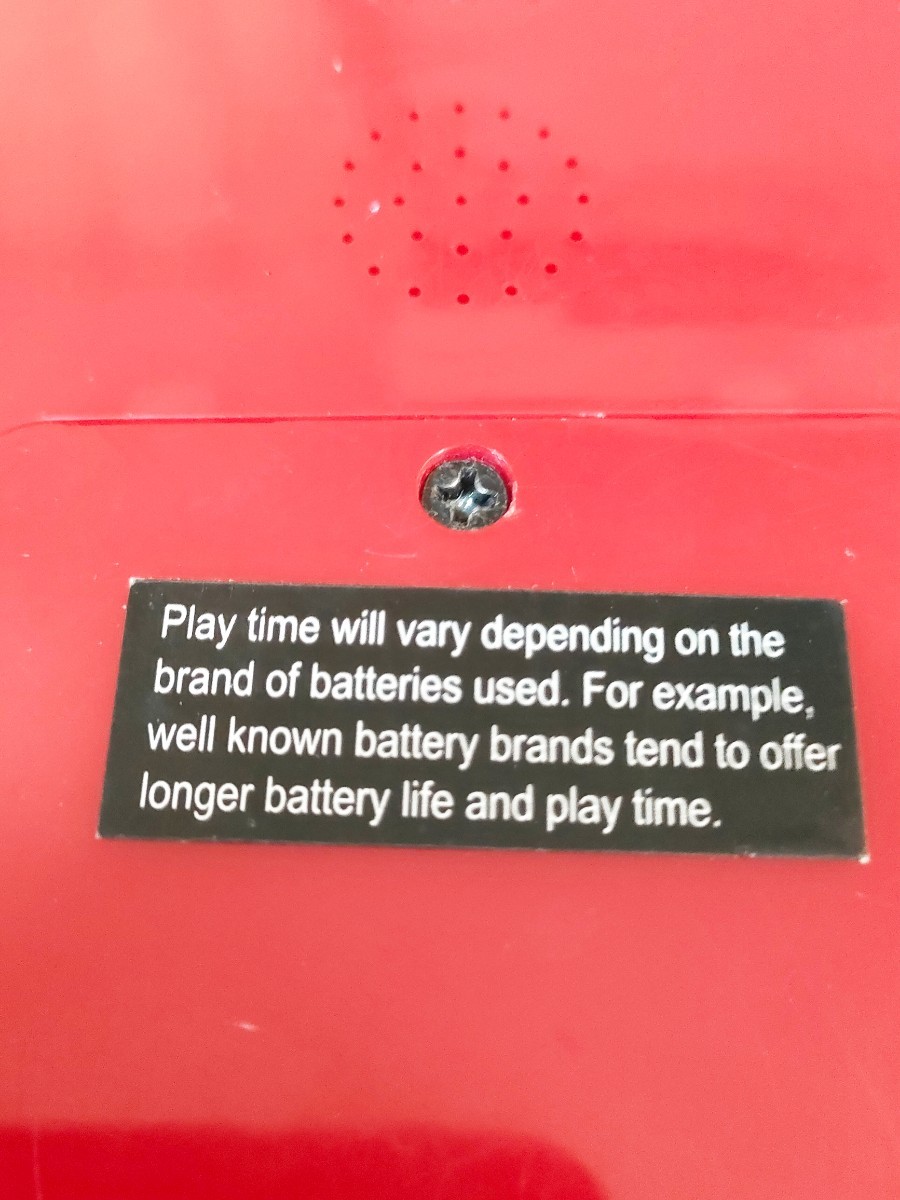 Play time will vary depending on the
brand of batteries used. For example,
well known battery brands tend to offer
longer battery life and play time.